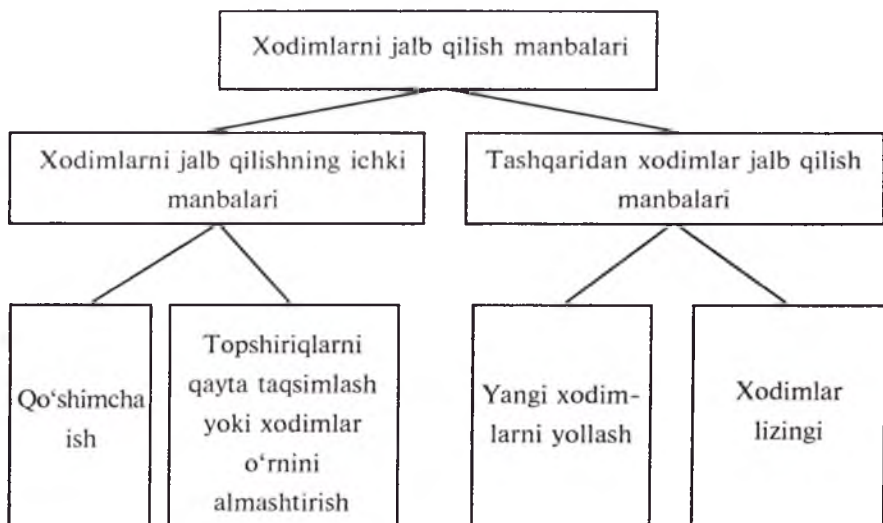 Xodimlarni jalb qilish manbalari
Xodimlarni jalb qilishning ichki
manbalari
Tashqaridan xodimlar jalb qilish
manbalari
Qo‘shimcha
ish
Topshiriqlarni
qayta taqsimlash
yoki xodimlar
o‘rnini
almashtirish
Yangi xodim-
larni yollash
Xodimlar
lizingi